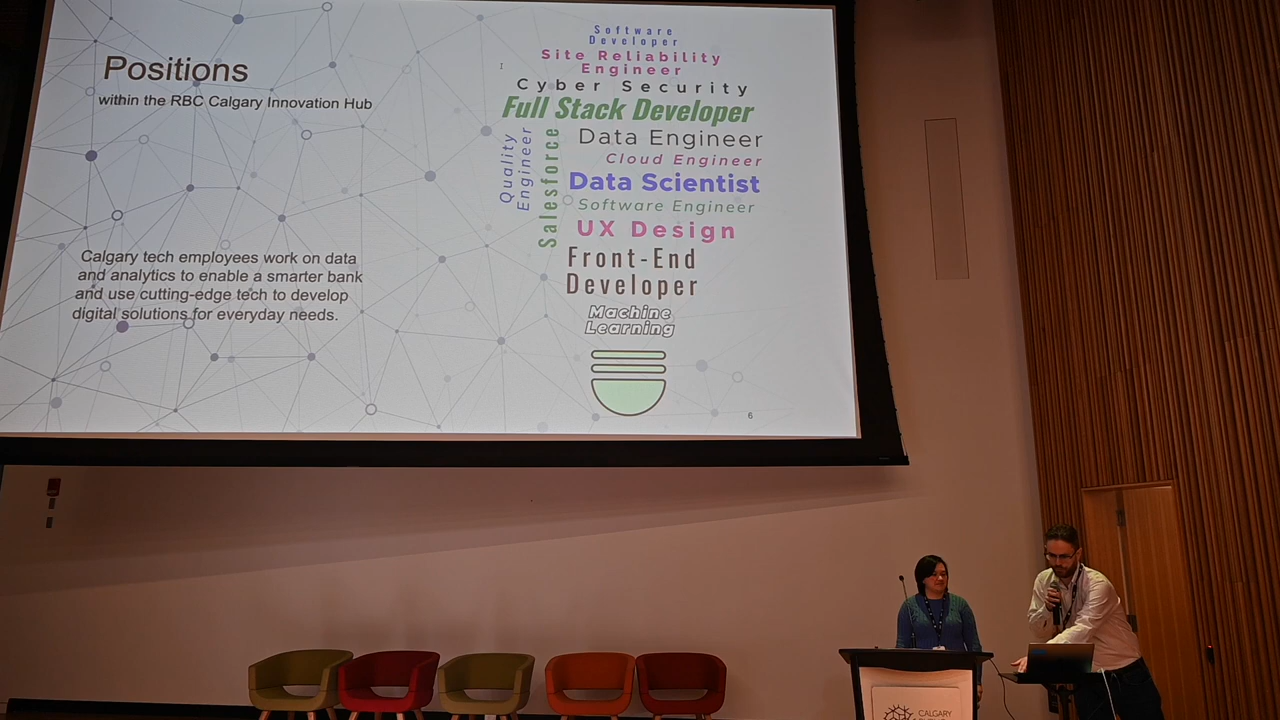 Positions
within the RBC Calgary Innovation Hub
Calgary tech employees work on data
and analytics to enable a smarter bank
and use cutting-edge tech to develop
digital solutions for everyday needs.
Software
Developer
Site Reliability
Engineer
Cyber Security
Full Stack Developer
Quality
Engineer
Salesforce
Data Engineer
Cloud Engineer
Data Scientist
Software Engineer
UX Design
Front-End
Developer
Machine
Learning
6
CALGARY